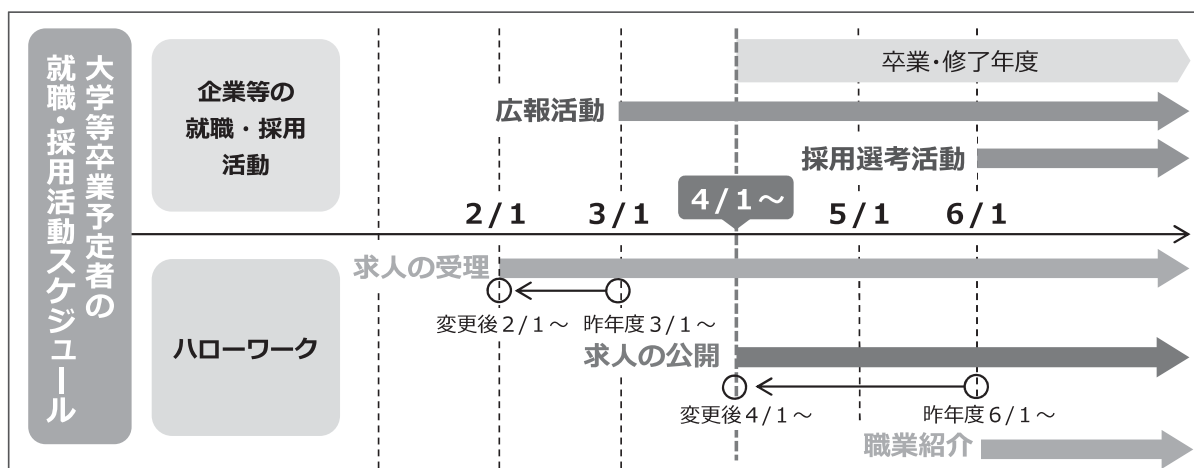 大学等卒業予定者の
就職・採用活動スケジュール
企業等の
就職・採用
活動
卒業・修了年度
広報活動
採用選考活動
2/1
3/1
4/1～
5/1
6/1
ハローワーク
求人の受理
変更後2/1～
昨年度3/1～
求人の公開
変更後4/1～
昨年度6/1～
職業紹介